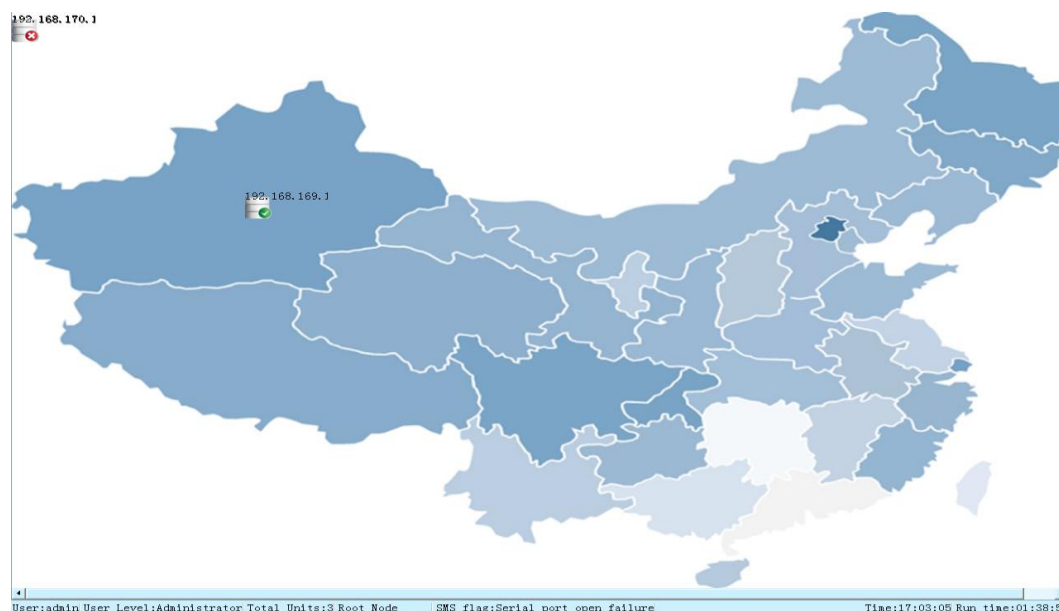 192.168.170.1
192.168.169.1
User:admin User Level:Administrator Total Units:3 Root Node SMS flag:Serial port open failure Time:17:03:05 Run time:01:38: